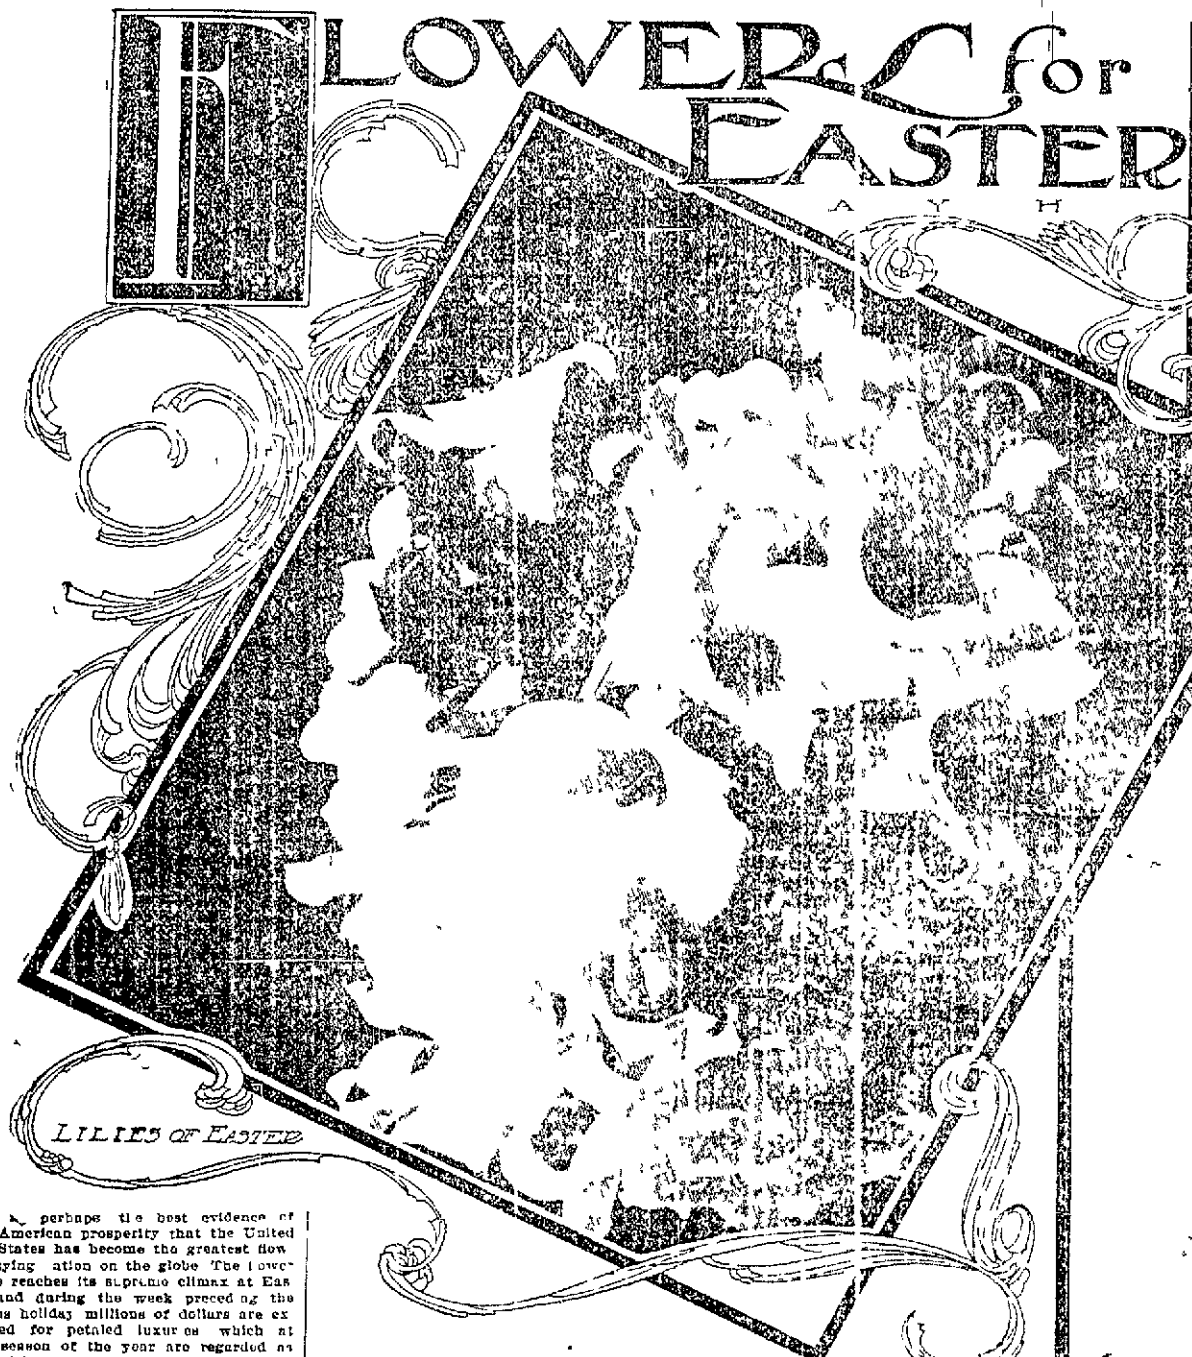 FLOWERS for
EASTER
LILIES OF EASTER
perhaps the best evidence of
American prosperity that the United
States has become the greatest flow
ying ation on the globe The
reaches its supreme climax at Eas
and during the week preced ng the
holiday millions of dollars are ex
ed for petaled luxur es which at
season of the year are regarded as